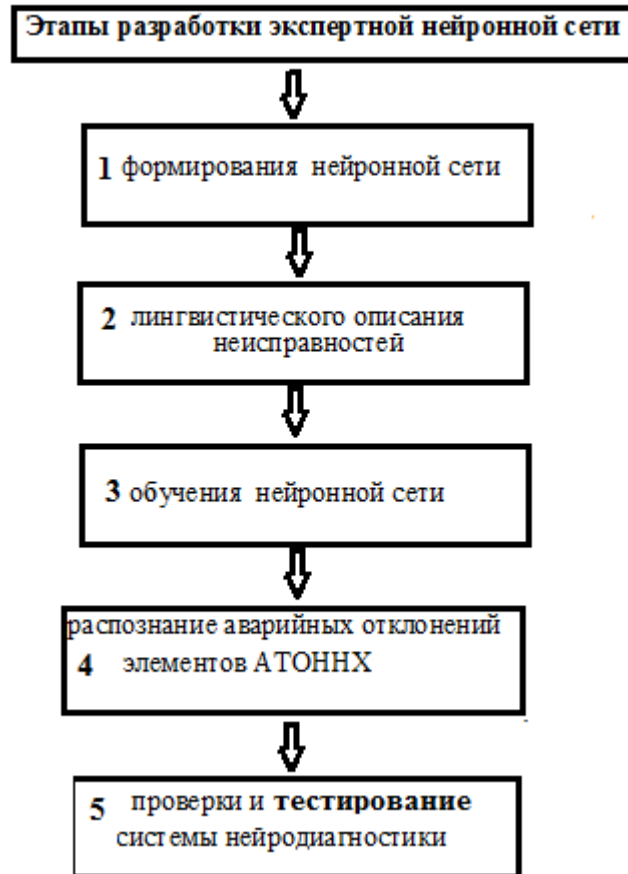 Этапы разработки экспертной нейронной сети
1 формирования нейронной сети
2 лингвистического описания
неисправностей
3 обучения нейронной сети
распознание аварийных отклонений
4 элементов АТОННХ
5 проверки и тестирование
системы нейродиагностики